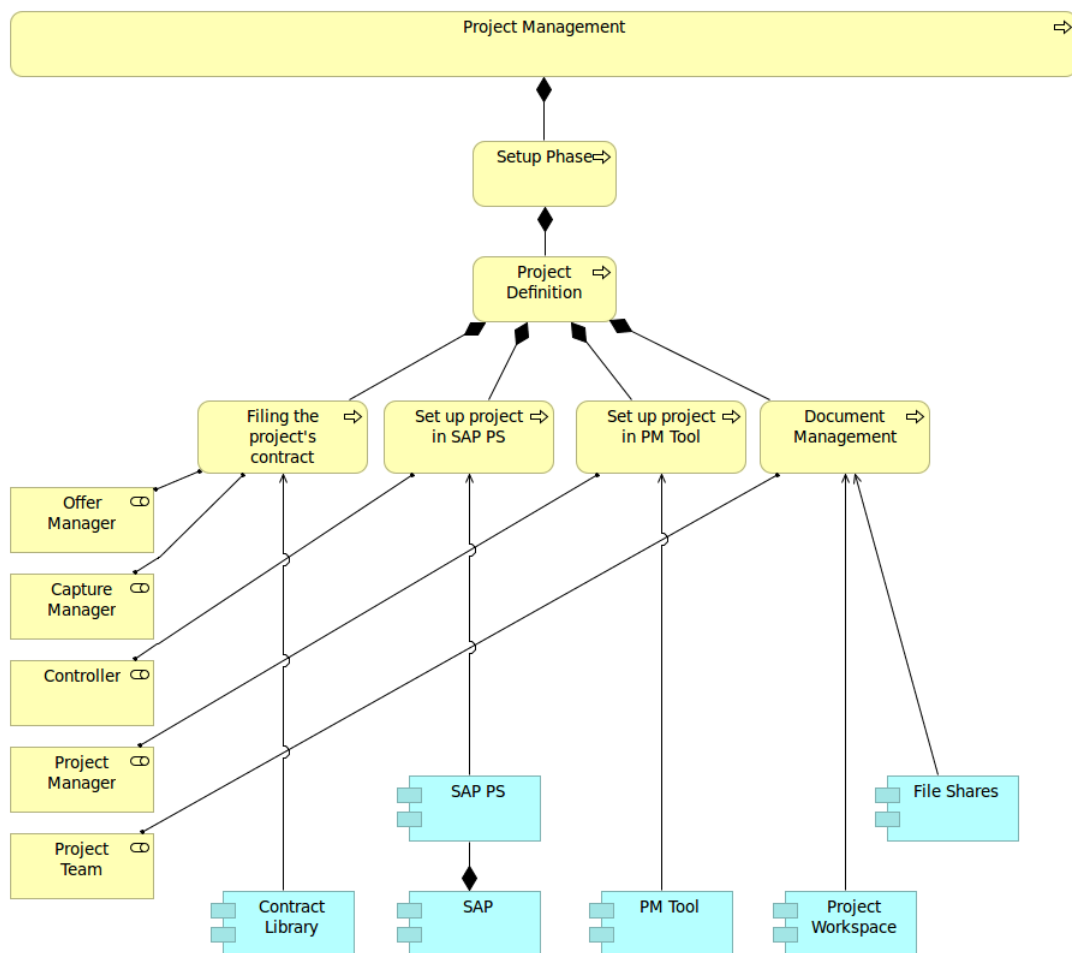 Project Management
Setup Phase
Project
Definition
Filing the
project's
contract
Set up project
in SAP PS
Set up project
in PM Tool
Document
Management
Offer
Manager
Capture
Manager
Controller
Project
Manager
Project
Team
SAP PS
File Shares
Contract
Library
SAP
PM Tool
Project
Workspace